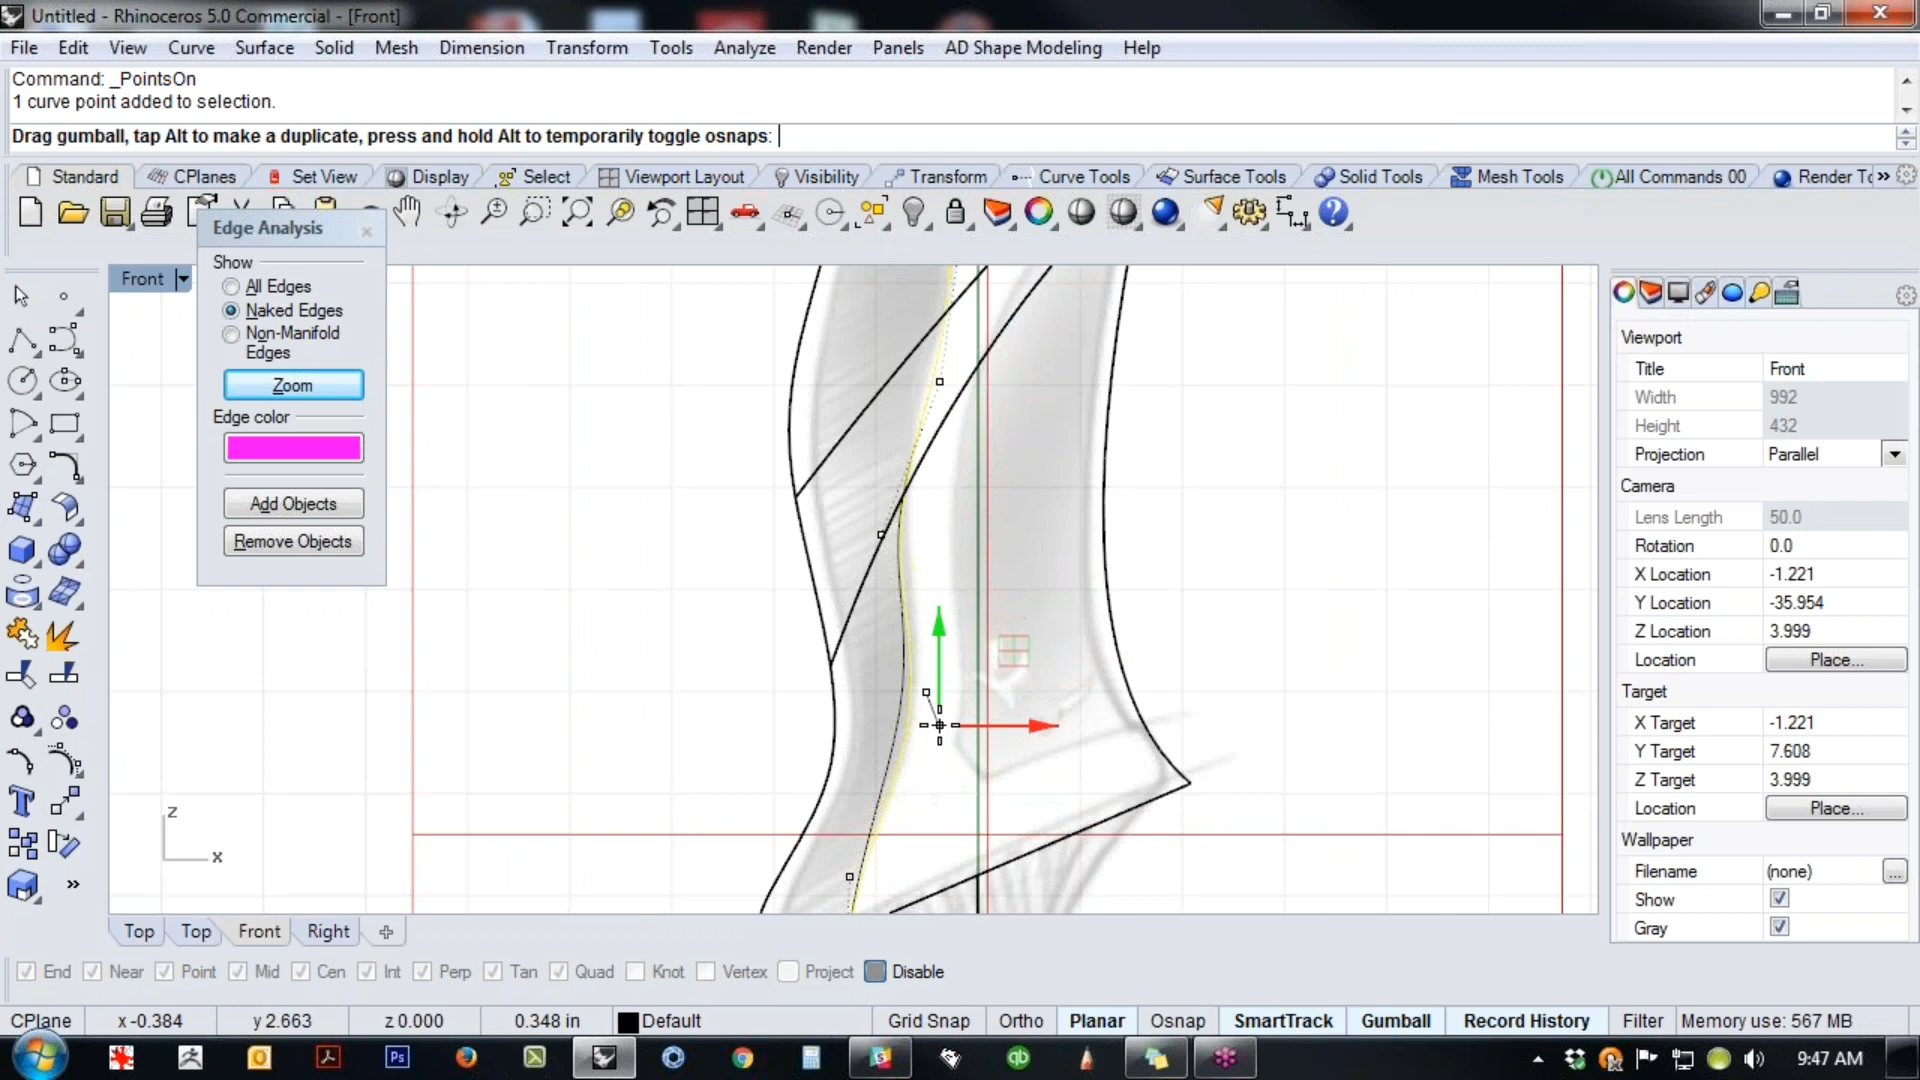 Untitled - Rhinoceros 5.0 Commercial - [Front]
File Edit View Curve Surface Solid Mesh Dimension Transform Tools Analyze Render Panels AD Shape Modeling Help
Command: _PointsOn
1 curve point added to selection.
Drag gumball, tap Alt to make a duplicate, press and hold Alt to temporarily toggle osnaps:
Standard CPlanes Set View Display Select Viewport Layout Visibility Transform Curve Tools Surface Tools Solid Tools Mesh Tools All Commands 00 Render To »
Edge Analysis
Show
All Edges
Naked Edges
Non-Manifold
Edges
Zoom
Edge color
Add Objects
Remove Objects
Front
z
x
Viewport
Title Front
Width 992
Height 432
Projection Parallel
Camera
Lens Length 50.0
Rotation 0.0
X Location -1.221
Y Location -35.954
Z Location 3.999
Location Place...
Target
X Target -1.221
Y Target 7.608
Z Target 3.999
Location Place...
Wallpaper
Filename (none) ...
Show
Gray
Top Top Front Right
End Near Point Mid Cen Int Perp Tan Quad Knot Vertex Project Disable
CPlane x -0.384 y 2.663 z 0.000 0.348 in Default Grid Snap Ortho Planar Osnap SmartTrack Gumball Record History Filter Memory use: 567 MB
Ps qb 9:47 AM